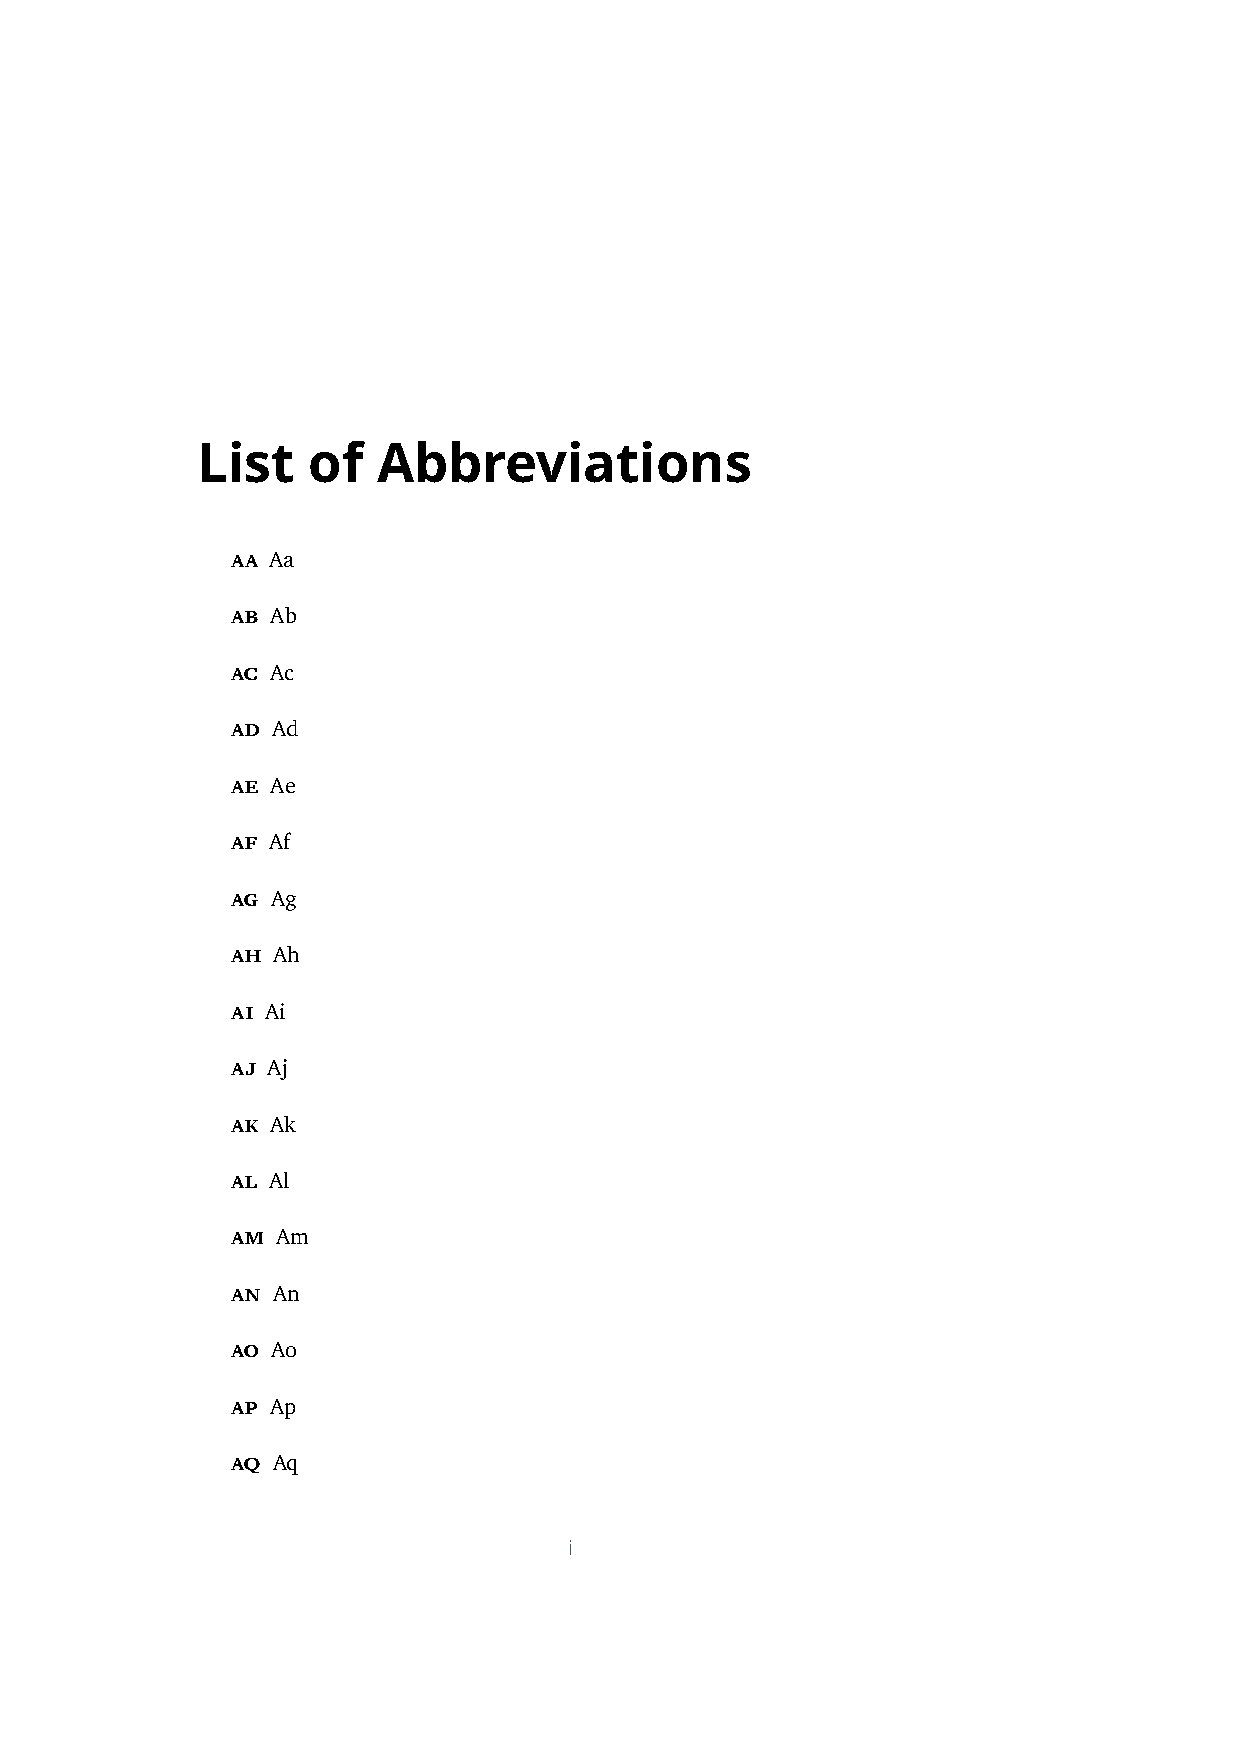 List of Abbreviations
AA Aa
AB Ab
AC Ac
AD Ad
AE Ae
AF Af
AG Ag
AH Ah
AI Ai
AJ Aj
AK Ak
AL Al
AM Am
AN An
AO Ao
AP Ap
AQ Aq
i